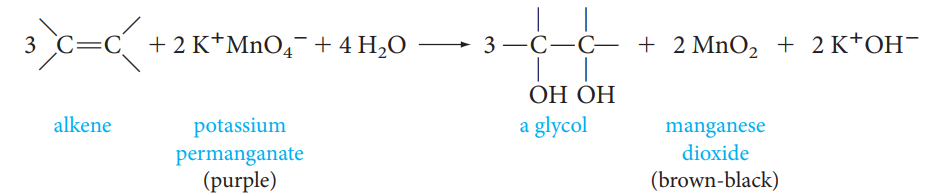 3 C=C + 2 K⁺MnO₄⁻ + 4 H₂O → 3 —C—C— + 2 MnO₂ + 2 K⁺OH⁻
OH OH
alkene potassium a glycol manganese
permanganate dioxide
(purple) (brown-black)